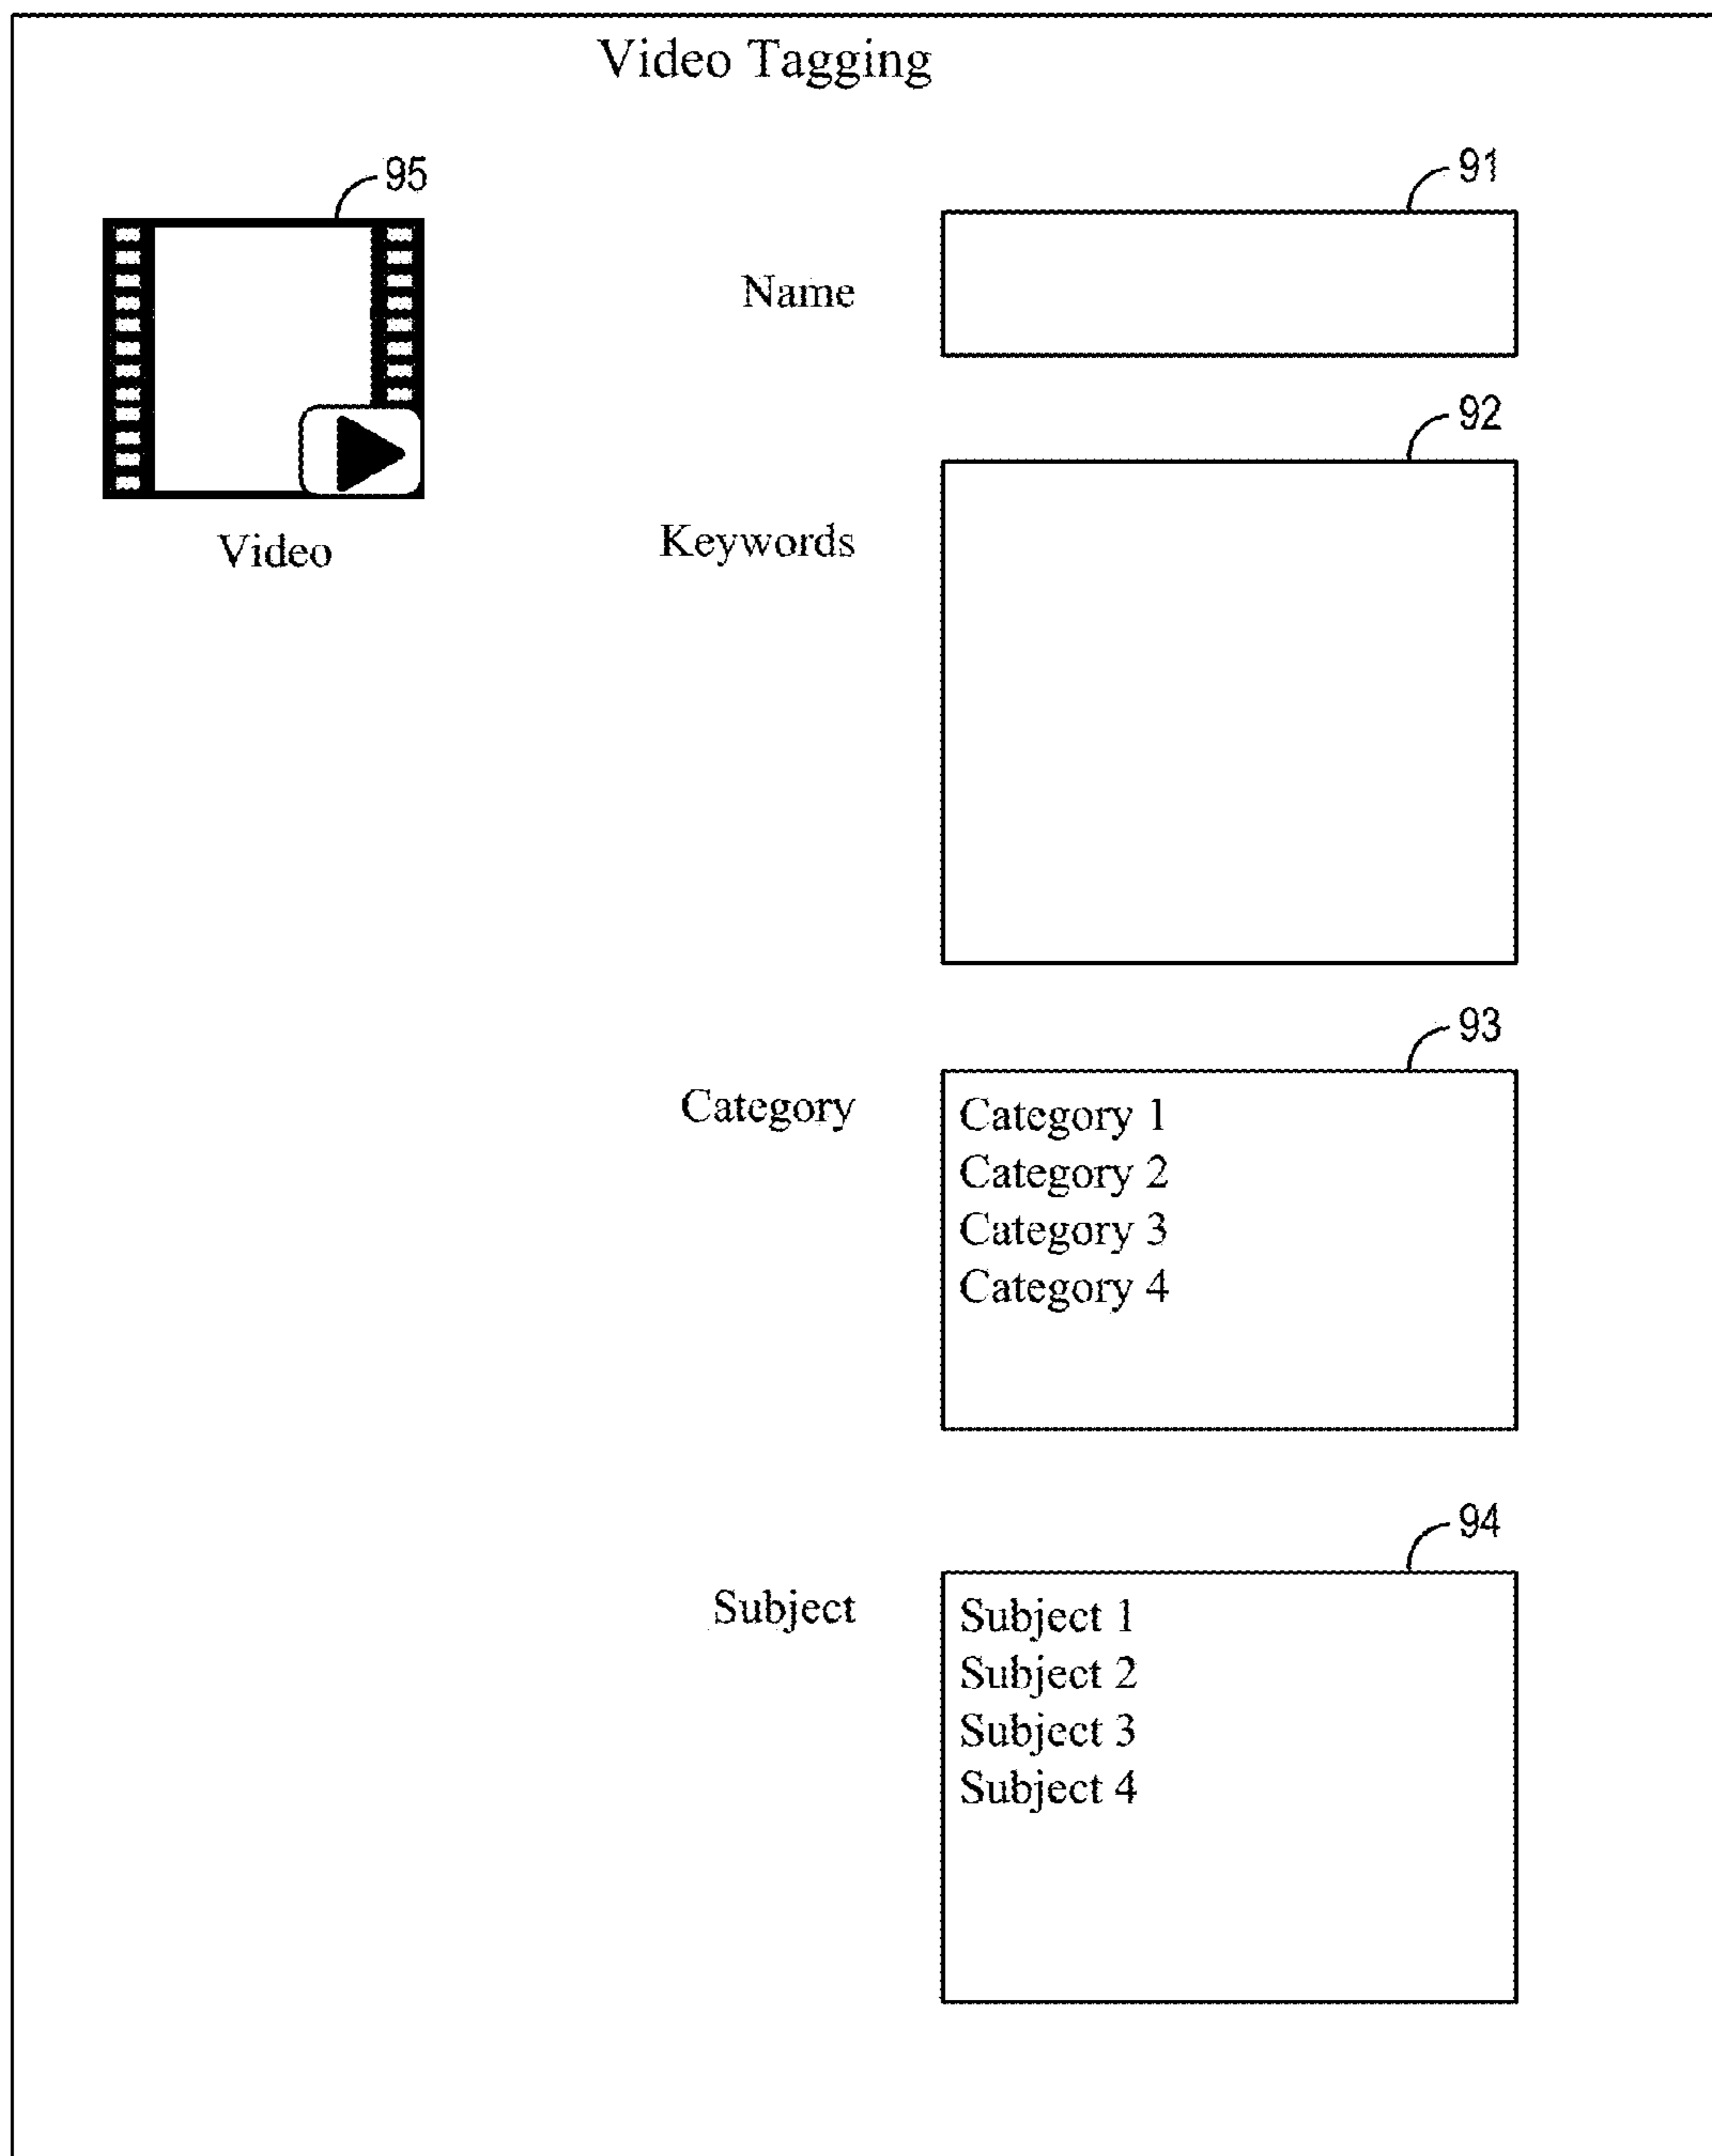 Video Tagging
95
Video
91
Name
92
Keywords
93
Category
Category 1
Category 2
Category 3
Category 4
94
Subject
Subject 1
Subject 2
Subject 3
Subject 4